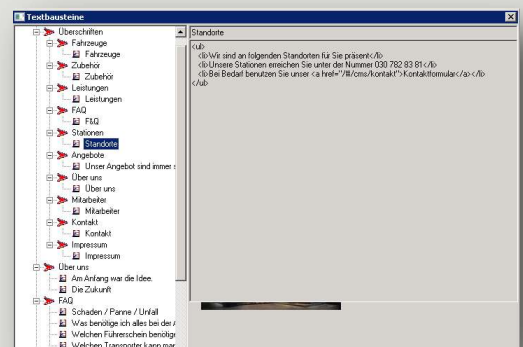 Textbausteine
Überschriften
Fahrzeuge
Fahrzeuge
Zubehör
Zubehör
Leistungen
Leistungen
FAQ
F&Q
Stationen
Standorte
Angebote
Unser Angebot sind immer
Über uns
Über uns
Mitarbeiter
Mitarbeiter
Kontakt
Kontakt
Impressum
Impressum
Über uns
Am Anfang war die Idee.
Die Zukunft
FAQ
Schaden / Panne / Unfall
Was benötige ich alles bei der
Welchen Führerschein benötige
Welchen Transporter kann
Standorte
<ul>
<li>Wir sind an folgenden Standorten für Sie präsent</li>
<li>Unsere Stationen erreichen Sie unter der Nummer 030 782 83 81</li>
<li>Bei Bedarf benutzen Sie unser <a href="/#/cms/kontakt">Kontaktformular</a></li>
</ul>